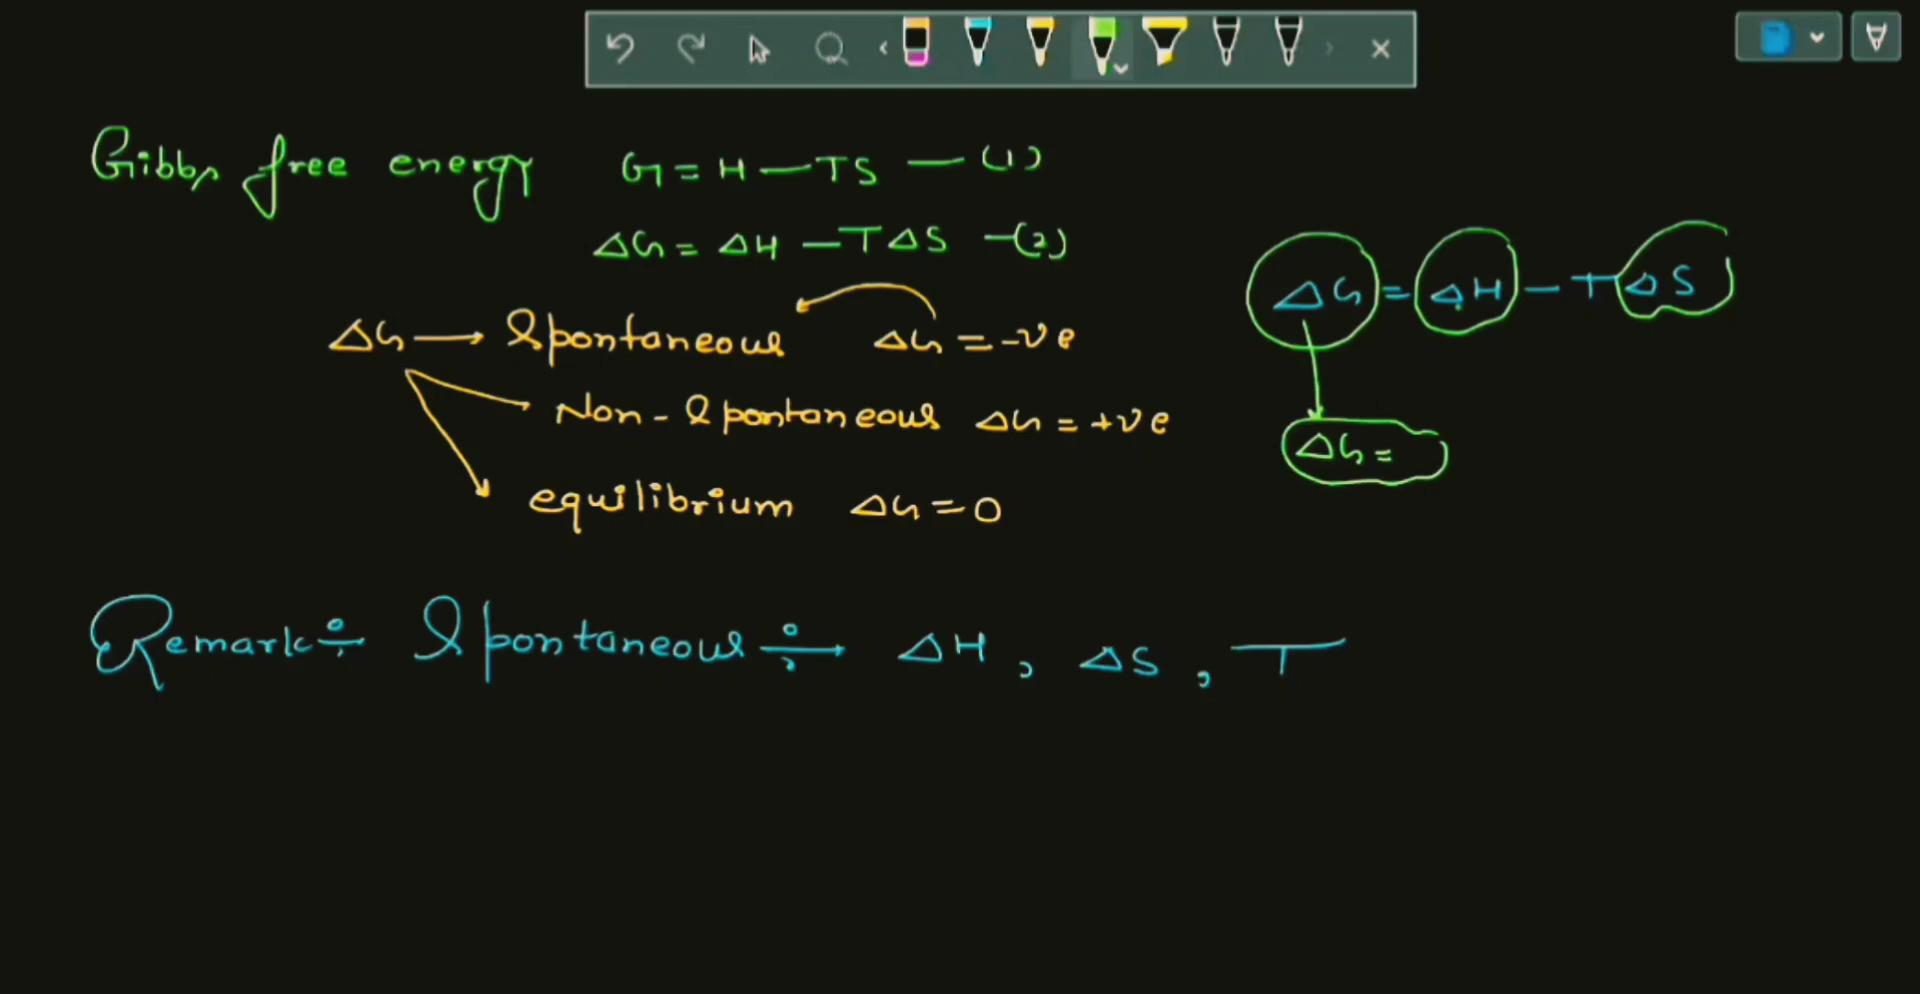 Gibbs free energy G = H – TS – (1)
ΔG = ΔH – TΔS – (2)
ΔG = ΔH – TΔS
ΔG → Spontaneous ΔG = -ve
Non-Spontaneous ΔG = +ve
ΔG =
equilibrium ΔG = 0
Remark÷ Spontaneous÷ ΔH, ΔS, T